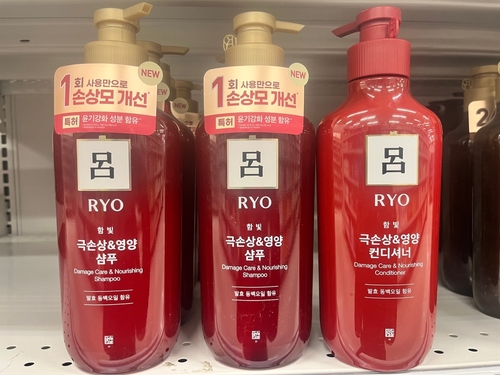 NEW
1회 사용만으로
손상모 개선
특허 윤기강화 성분 함유
呂
RYO
함빛
극손상&영양
샴푸
Damage Care & Nourishing
Shampoo
발효 동백오일 함유
NEW
1회 사용만으로
손상모 개선
특허 윤기강화 성분 함유
呂
RYO
함빛
극손상&영양
샴푸
Damage Care & Nourishing
Shampoo
발효 동백오일 함유
呂
RYO
함빛
극손상&영양
컨디셔너
Damage Care & Nourishing
Conditioner
발효 동백오일 함유
2